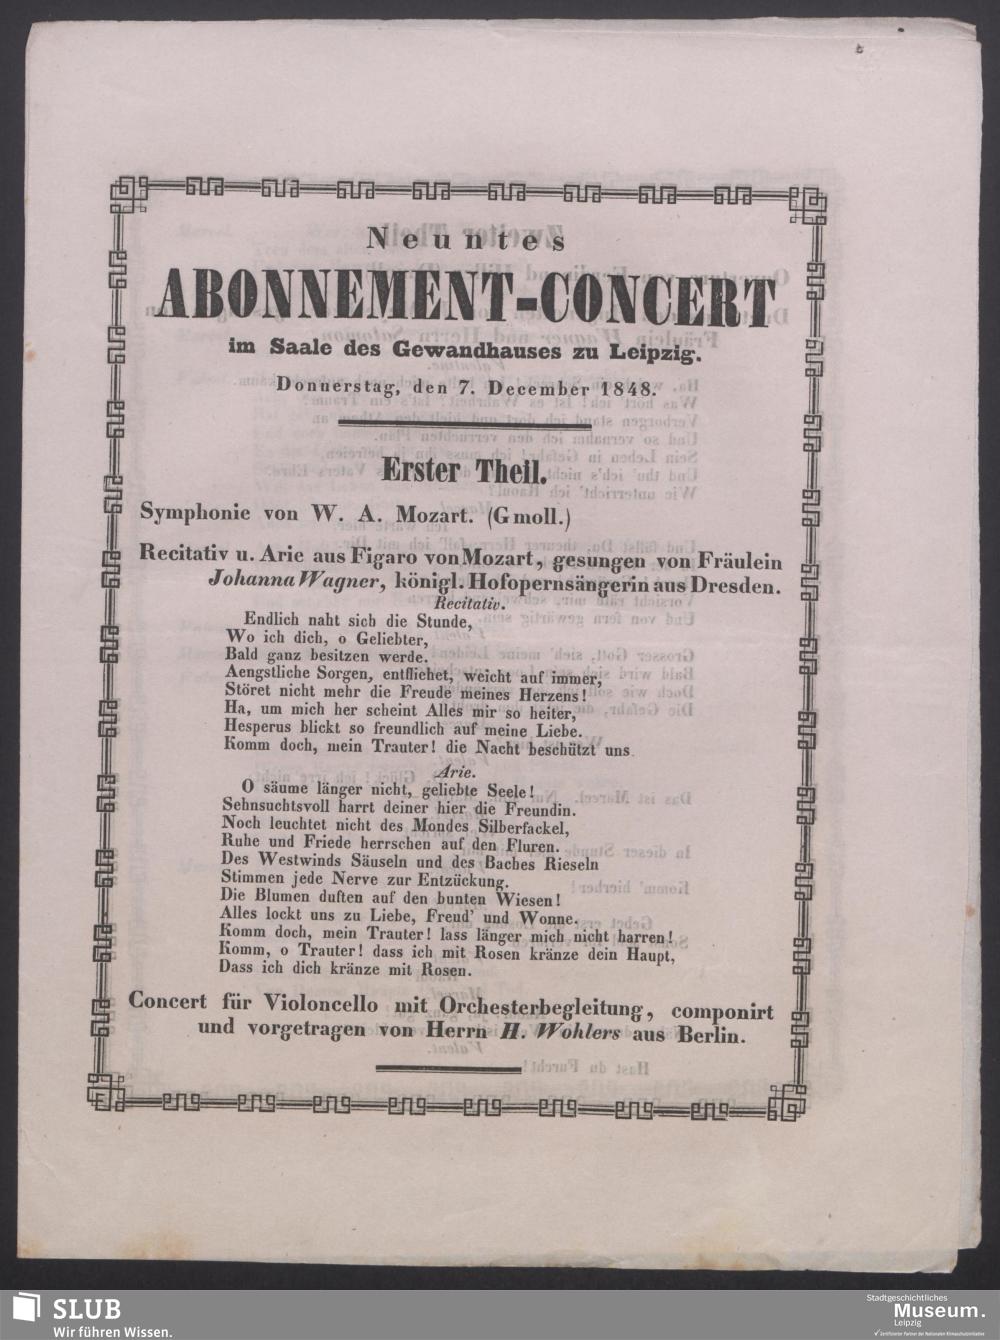 Neuntes
ABONNEMENT-CONCERT
im Saale des Gewandhauses zu Leipzig.
Donnerstag, den 7. December 1848.
Erster Theil.
Symphonie von W. A. Mozart. (G moll.)
Recitativ u. Arie aus Figaro von Mozart, gesungen von Fräulein
Johanna Wagner, königl. Hofopernsängerin aus Dresden.
Recitativ.
Endlich naht sich die Stunde,
Wo ich dich, o Geliebter,
Bald ganz besitzen werde.
Aengstliche Sorgen, entfliehet, weicht auf immer,
Störet nicht mehr die Freude meines Herzens!
Ha, um mich her scheint Alles mir so heiter,
Hesperus blickt so freundlich auf meine Liebe.
Komm doch, mein Trauter! die Nacht beschützt uns
Arie.
O säume länger nicht, geliebte Seele!
Sehnsuchtsvoll harrt deiner hier die Freundin.
Noch leuchtet nicht des Mondes Silberfackel,
Ruhe und Friede herrschen auf den Fluren.
Des Westwinds Säuseln und des Baches Rieseln
Stimmen jede Nerve zur Entzückung.
Die Blumen duften auf den bunten Wiesen!
Alles lockt uns zu Liebe, Freud' und Wonne.
Komm doch, mein Trauter! lass länger mich nicht harren!
Komm, o Trauter! dass ich mit Rosen kränze dein Haupt,
Dass ich dich kränze mit Rosen.
Concert für Violoncello mit Orchesterbegleitung, componirt
und vorgetragen von Herrn H. Wohlers aus Berlin.
SLUB
Wir führen Wissen.
Stadtgeschichtliches
Museum.
Leipzig
Zertifizierter Partner der Nationalen Klimaschutzinitiative